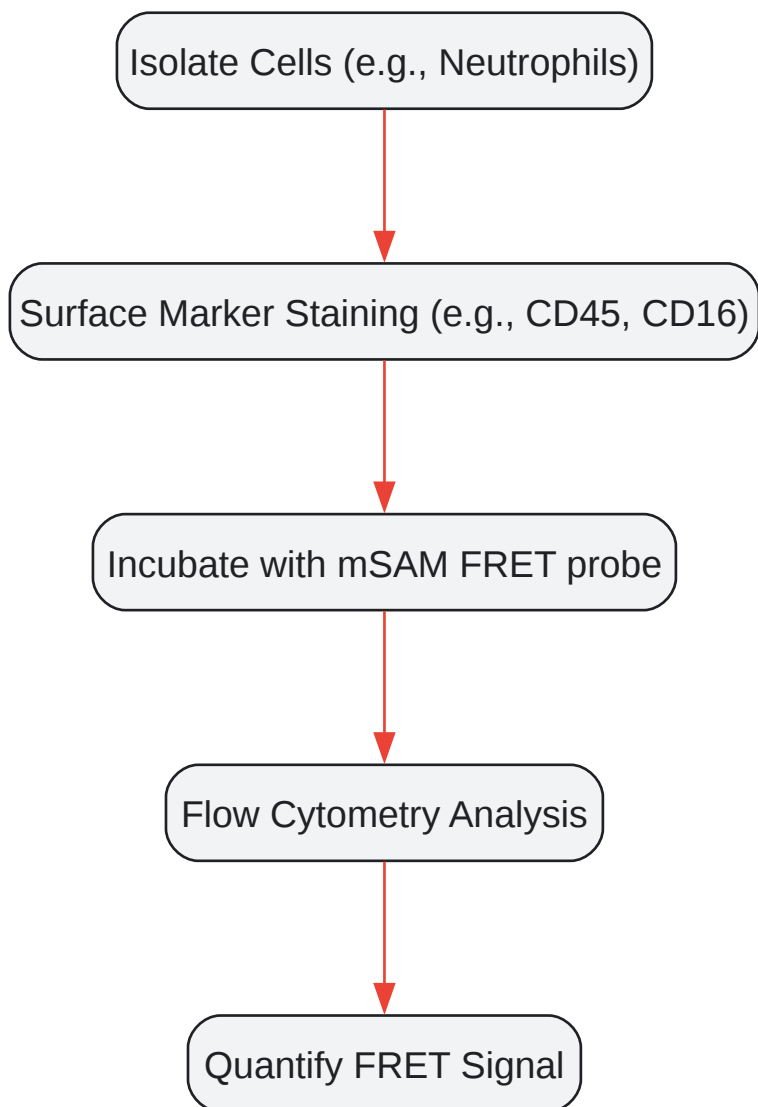 Isolate Cells (e.g., Neutrophils)
Surface Marker Staining (e.g., CD45, CD16)
Incubate with mSAM FRET probe
Flow Cytometry Analysis
Quantify FRET Signal